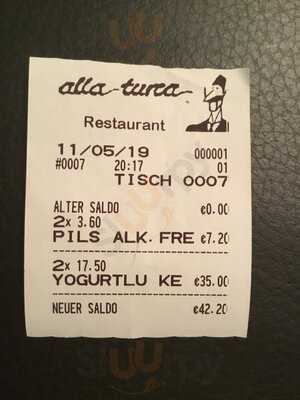 alla-turca-
Restaurant
11/05/19 000001
#0007 20:17 01
TISCH 0007
ALTER SALDO €0.00
2x 3.60
PILS ALK. FRE €7.20
2x 17.50
YOGURTLU KE €35.00
NEUER SALDO €42.20